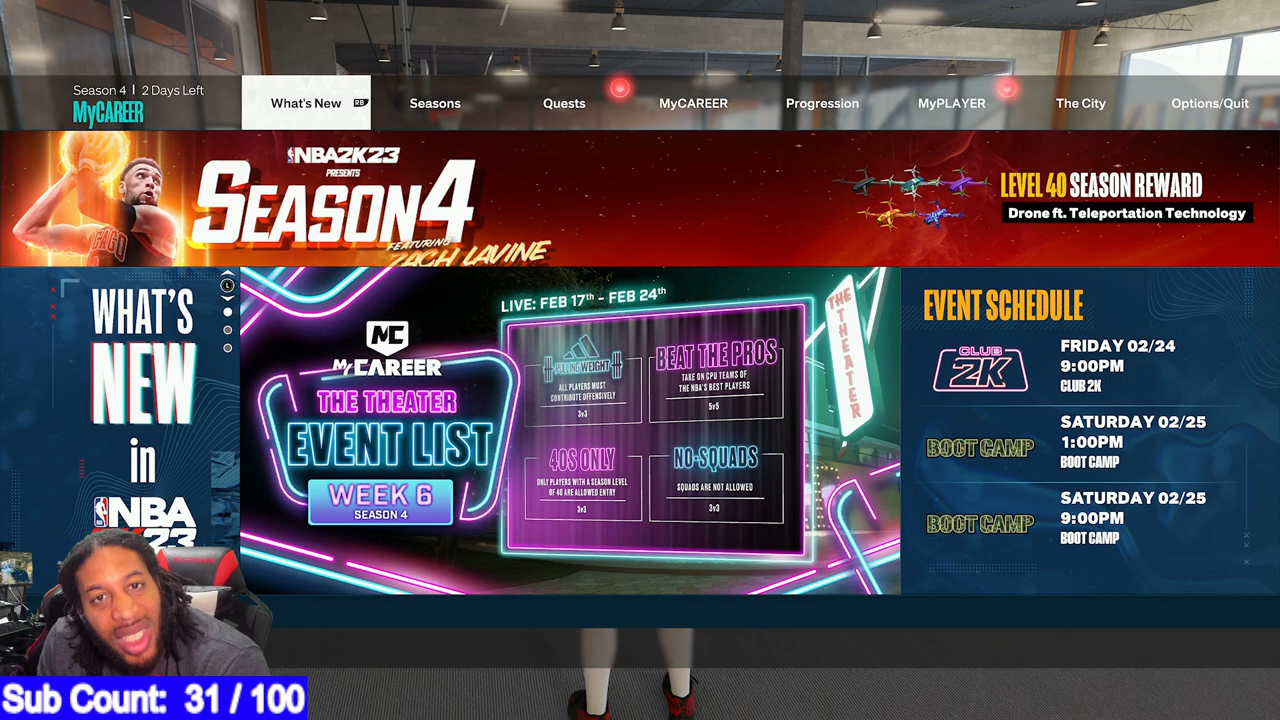 Season 4 | 2 Days Left
MyCAREER
What's New RB
Seasons
Quests
MyCAREER
Progression
MyPLAYER
The City
Options/Quit
NBA2K23
PRESENTS
SEASON 4
FEATURING
ZACH LAVINE
CHICAGO
LEVEL 40 SEASON REWARD
Drone ft. Teleportation Technology
WHAT'S
NEW
in
NBA
23
L
MC
MyCAREER
THE THEATER
EVENT LIST
WEEK 6
SEASON 4
LIVE: FEB 17th - FEB 24th
PULLING WEIGHT
ALL PLAYERS MUST
CONTRIBUTE OFFENSIVELY
3v3
BEAT THE PROS
TAKE ON CPU TEAMS OF
THE NBA'S BEST PLAYERS
5v5
40S ONLY
ONLY PLAYERS WITH A SEASON LEVEL
OF 40 ARE ALLOWED ENTRY
3v3
NO-SQUADS
SQUADS ARE NOT ALLOWED
3v3
THE THEATER
EVENT SCHEDULE
CLUB
2K
FRIDAY 02/24
9:00PM
CLUB 2K
BOOT CAMP
SATURDAY 02/25
1:00PM
BOOT CAMP
BOOT CAMP
SATURDAY 02/25
9:00PM
BOOT CAMP
Sub Count: 31 / 100